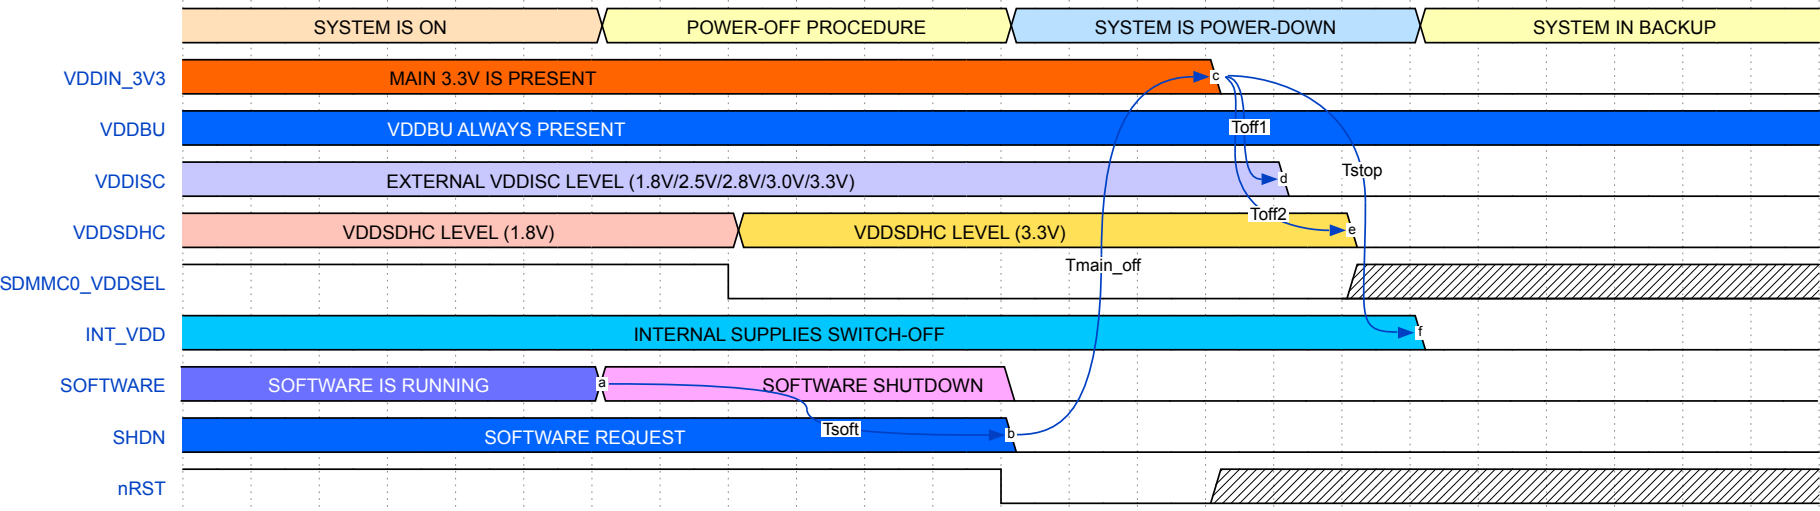 SYSTEM IS ON POWER-OFF PROCEDURE SYSTEM IS POWER-DOWN SYSTEM IN BACKUP
VDDIN_3V3 MAIN 3.3V IS PRESENT c
VDDBU VDDBU ALWAYS PRESENT Toff1
VDDISC EXTERNAL VDDISC LEVEL (1.8V/2.5V/2.8V/3.0V/3.3V) d Tstop
Toff2
VDDSDHC VDDSDHC LEVEL (1.8V) VDDSDHC LEVEL (3.3V) e
Tmain_off
SDMMC0_VDDSEL
INT_VDD INTERNAL SUPPLIES SWITCH-OFF f
SOFTWARE SOFTWARE IS RUNNING a SOFTWARE SHUTDOWN
SHDN SOFTWARE REQUEST Tsoft b
nRST